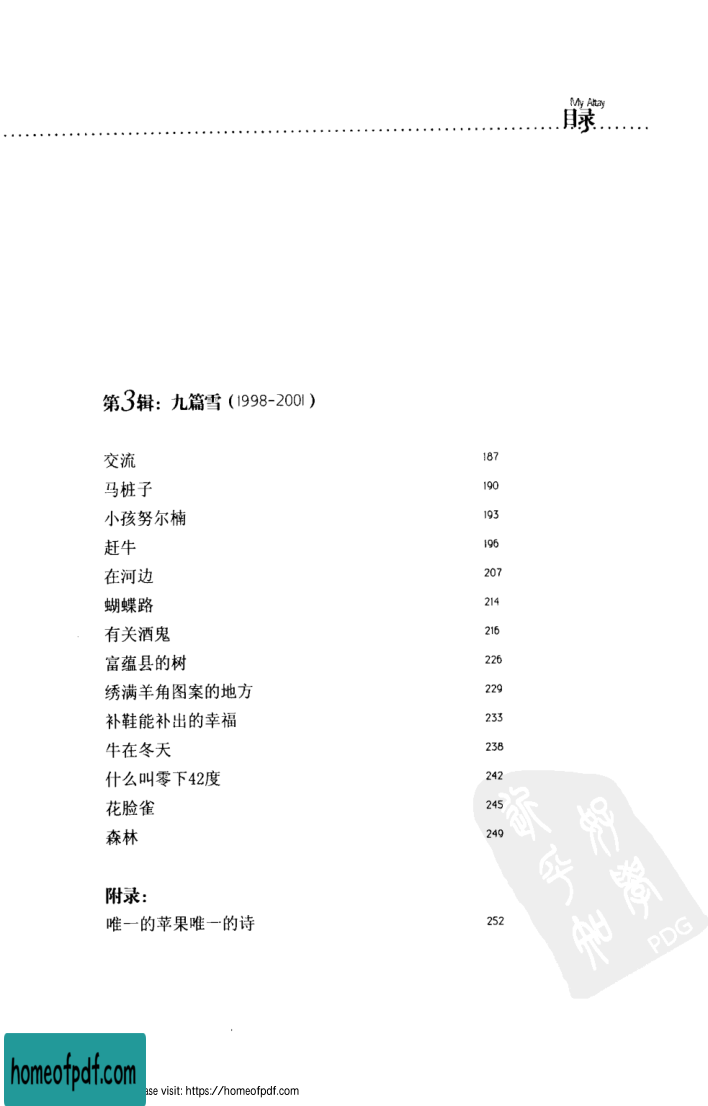 My Altay
目录
第3辑：九篇雪（1998-2001）
交流 187
马桩子 190
小孩努尔楠 193
赶牛 196
在河边 207
蝴蝶路 214
有关酒鬼 216
富蕴县的树 226
绣满羊角图案的地方 229
补鞋能补出的幸福 233
牛在冬天 238
什么叫零下42度 242
花脸雀 245
森林 249
附录：
唯一的苹果唯一的诗 252
PDG
homeofpdf.com
ase visit: https://homeofpdf.com